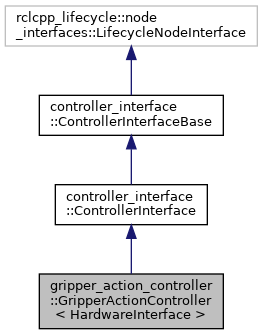 rclcpp_lifecycle::node
_interfaces::LifecycleNodeInterface
controller_interface
::ControllerInterfaceBase
controller_interface
::ControllerInterface
gripper_action_controller
::GripperActionController
< HardwareInterface >